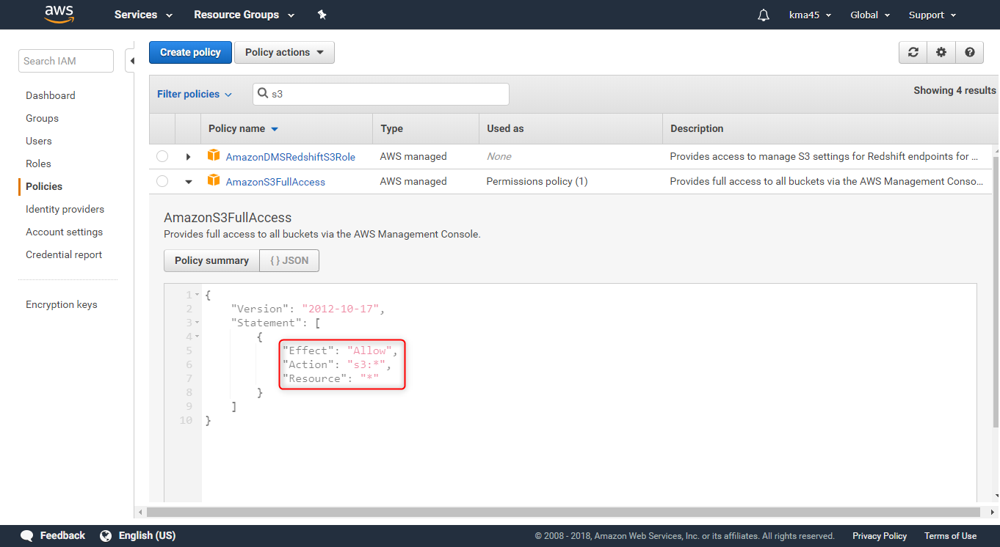 aws Services Resource Groups kma45 Global Support
Search IAM
Dashboard
Groups
Users
Roles
Policies
Identity providers
Account settings
Credential report
Encryption keys
Create policy Policy actions
Filter policies s3 Showing 4 results
Policy name Type Used as Description
AmazonDMSRedshiftS3Role AWS managed None Provides access to manage S3 settings for Redshift endpoints for ...
AmazonS3FullAccess AWS managed Permissions policy (1) Provides full access to all buckets via the AWS Management Conso...
AmazonS3FullAccess
Provides full access to all buckets via the AWS Management Console.
Policy summary { } JSON
1 {
2 "Version": "2012-10-17",
3 "Statement": [
4 {
5 "Effect": "Allow",
6 "Action": "s3:*",
7 "Resource": "*"
8 }
9 ]
10 }
Feedback English (US) © 2008 - 2018, Amazon Web Services, Inc. or its affiliates. All rights reserved. Privacy Policy Terms of Use